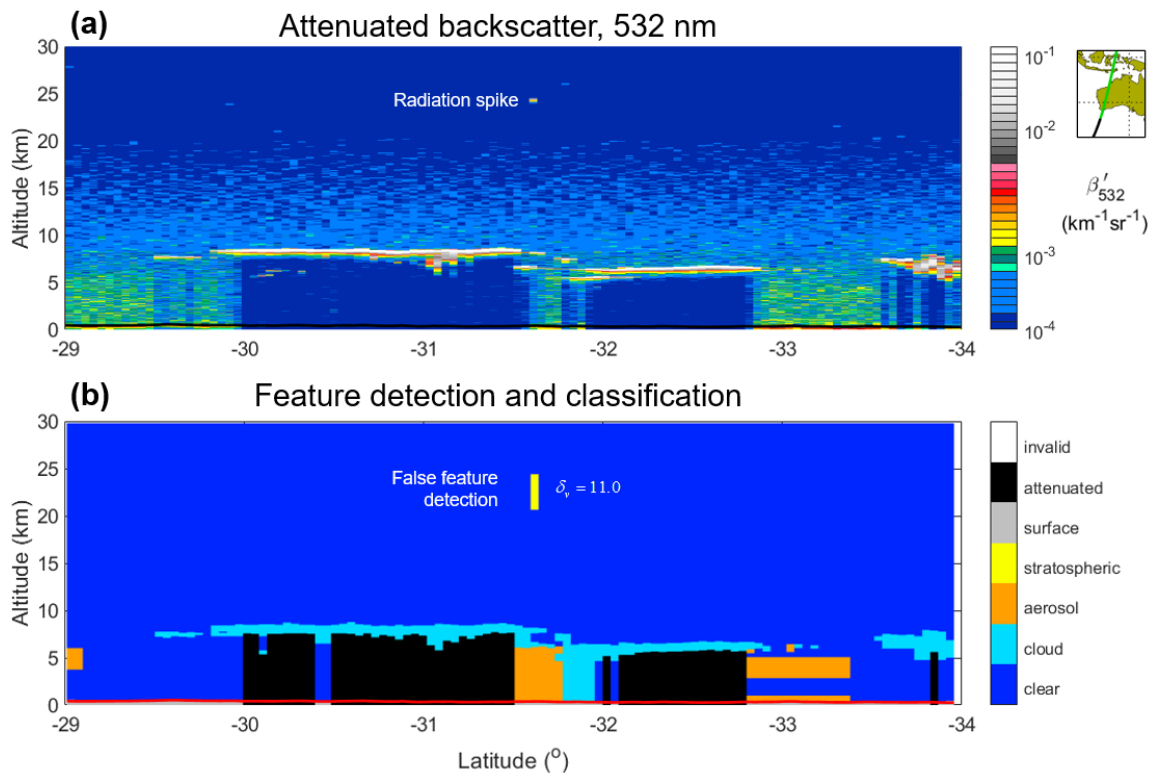 (a) Attenuated backscatter, 532 nm
30
25
20
15
10
5
0
Altitude (km)
Radiation spike
-29 -30 -31 -32 -33 -34
10⁻¹
10⁻²
10⁻³
10⁻⁴
β′₅₃₂
(km⁻¹sr⁻¹)
(b) Feature detection and classification
30
25
20
15
10
5
0
Altitude (km)
False feature
detection
δᵥ = 11.0
-29 -30 -31 -32 -33 -34
Latitude (°)
invalid
attenuated
surface
stratospheric
aerosol
cloud
clear